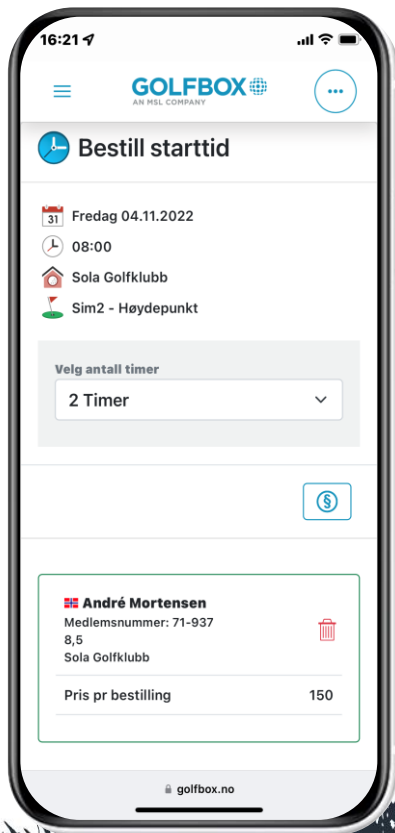 16:21
GOLFBOX
AN MSL COMPANY
Bestill starttid
31 Fredag 04.11.2022
08:00
Sola Golfklubb
Sim2 - Høydepunkt
Velg antall timer
2 Timer
§
André Mortensen
Medlemsnummer: 71-937
8,5
Sola Golfklubb
Pris pr bestilling 150
golfbox.no